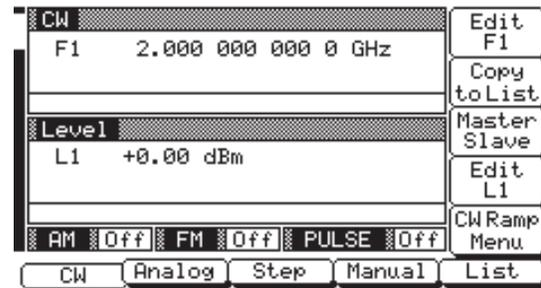 CW
F1 2.000 000 000 0 GHz
Level
L1 +0.00 dBm
AM Off FM Off PULSE Off
Edit F1
Copy to List
Master Slave
Edit L1
CW Ramp Menu
CW Analog Step Manual List